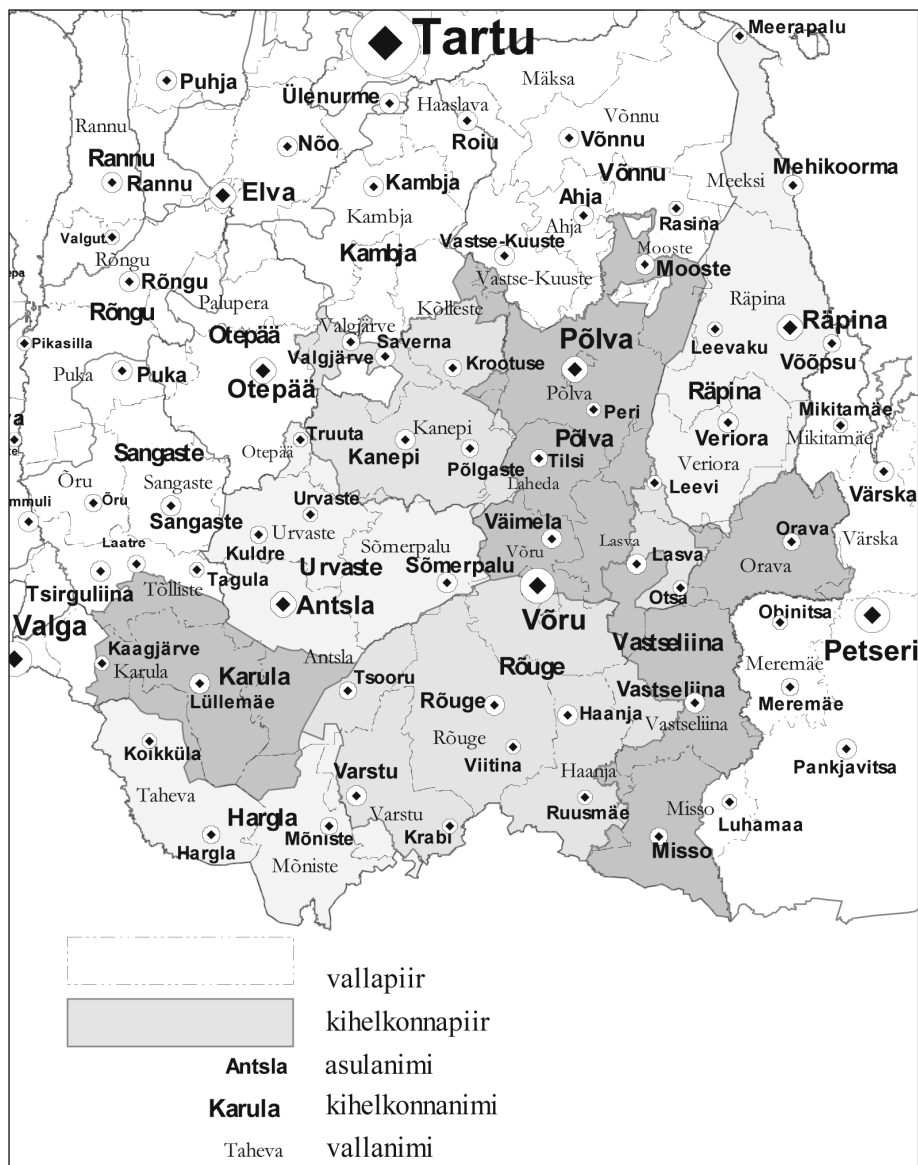 Tartu
Meerapalu
Puhja
Mäksa
Ülenurme
Haaslava
Võnnu
Rannu
Nõo
Roiu
Võnnu
Rannu
Rannu
Elva
Kambja
Võnnu
Mehikoorma
Meeksi
Ahja
Kambja
Ahja
Rasina
Valgut
Rõngu
Kambja
Vastse-Kuuste
Mooste
Mooste
Rõngu
Vastse-Kuuste
Palupera
Kõlleste
Räpina
Rõngu
Otepää
Valgjärve
Saverna
Põlva
Räpina
Pikasilla
Valgjärve
Leevaku
Võõpsu
Puka
Puka
Otepää
Krootuse
Põlva
Räpina
Peri
Mikitamäe
Truuta
Kanepi
Veriora
Mikitamäe
Sangaste
Otepää
Kanepi
Põlva
Põlgaste
Tilsi
Veriora
Õru
Sangaste
Laheda
Leevi
Värska
mmuli
Õru
Urvaste
Sangaste
Väimela
Orava
Urvaste
Kuldre
Sõmerpalu
Võru
Lasva
Värska
Laatre
Lasva
Orava
Urvaste
Sõmerpalu
Tsirguliina
Tõlliste
Tagula
Otsa
Antsla
Võru
Obinitsa
Valga
Vastseliina
Petseri
Kaagjärve
Antsla
Karula
Karula
Rõuge
Meremäe
Tsooru
Vastseliina
Lüllemäe
Rõuge
Meremäe
Haanja
Vastseliina
Koikküla
Rõuge
Viitina
Pankjavitsa
Varstu
Haanja
Taheva
Hargla
Varstu
Ruusmäe
Misso
Mõniste
Luhamaa
Hargla
Krabi
Misso
Mõniste
vallapiir
kihelkonnapiir
Antsla asulanimi
Karula kihelkonnanimi
Taheva vallanimi